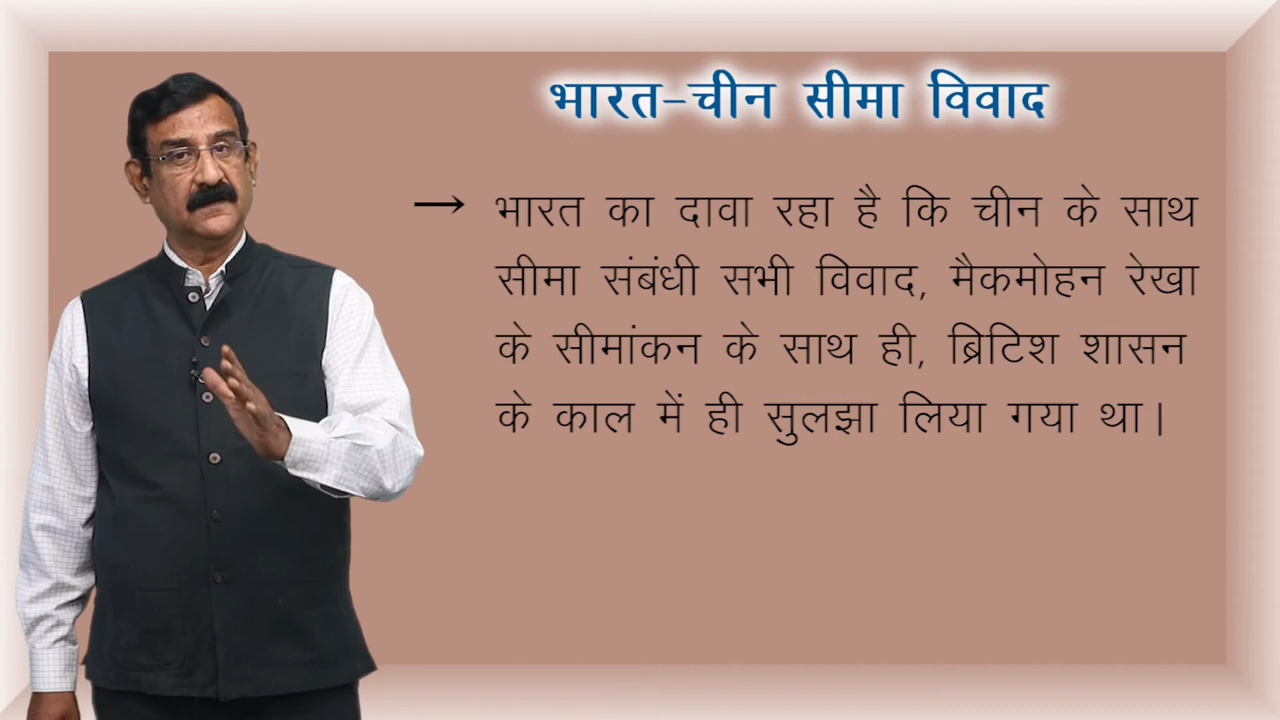 भारत-चीन सीमा विवाद
→ भारत का दावा रहा है कि चीन के साथ
सीमा संबंधी सभी विवाद, मैकमोहन रेखा
के सीमांकन के साथ ही, ब्रिटिश शासन
के काल में ही सुलझा लिया गया था।